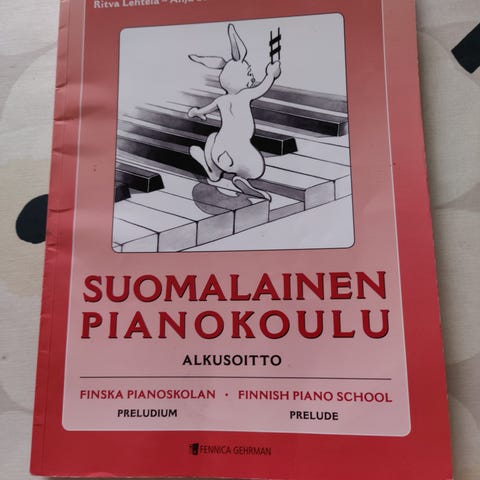 Ritva Lehtelä –
SUOMALAINEN
PIANOKOULU
ALKUSOITTO
FINSKA PIANOSKOLAN • FINNISH PIANO SCHOOL
PRELUDIUM PRELUDE
FENNICA GEHRMAN